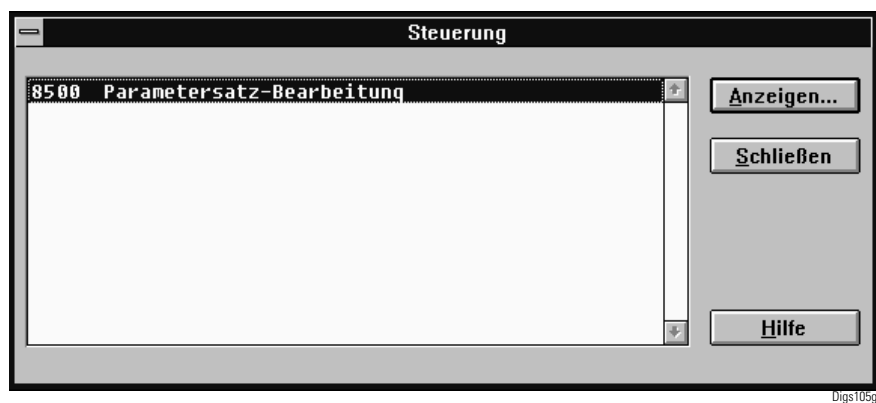 Steuerung
8500 Parametersatz-Bearbeitung
Anzeigen...
Schließen
Hilfe
Digs105g